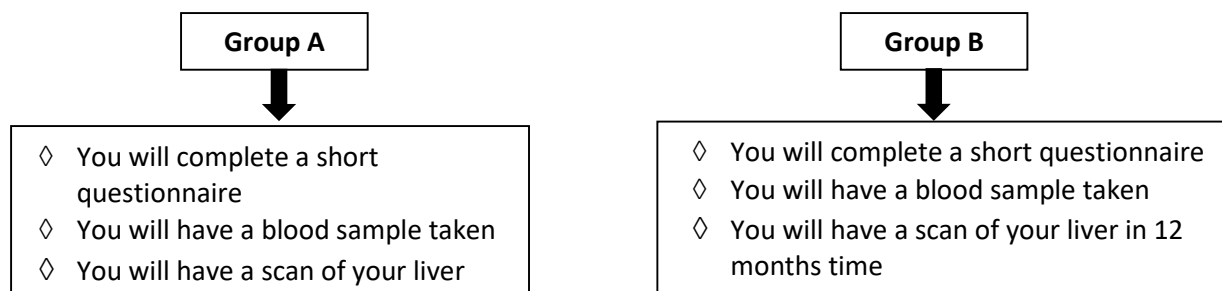 Group A
◊ You will complete a short
questionnaire
◊ You will have a blood sample taken
◊ You will have a scan of your liver
Group B
◊ You will complete a short questionnaire
◊ You will have a blood sample taken
◊ You will have a scan of your liver in 12
months time